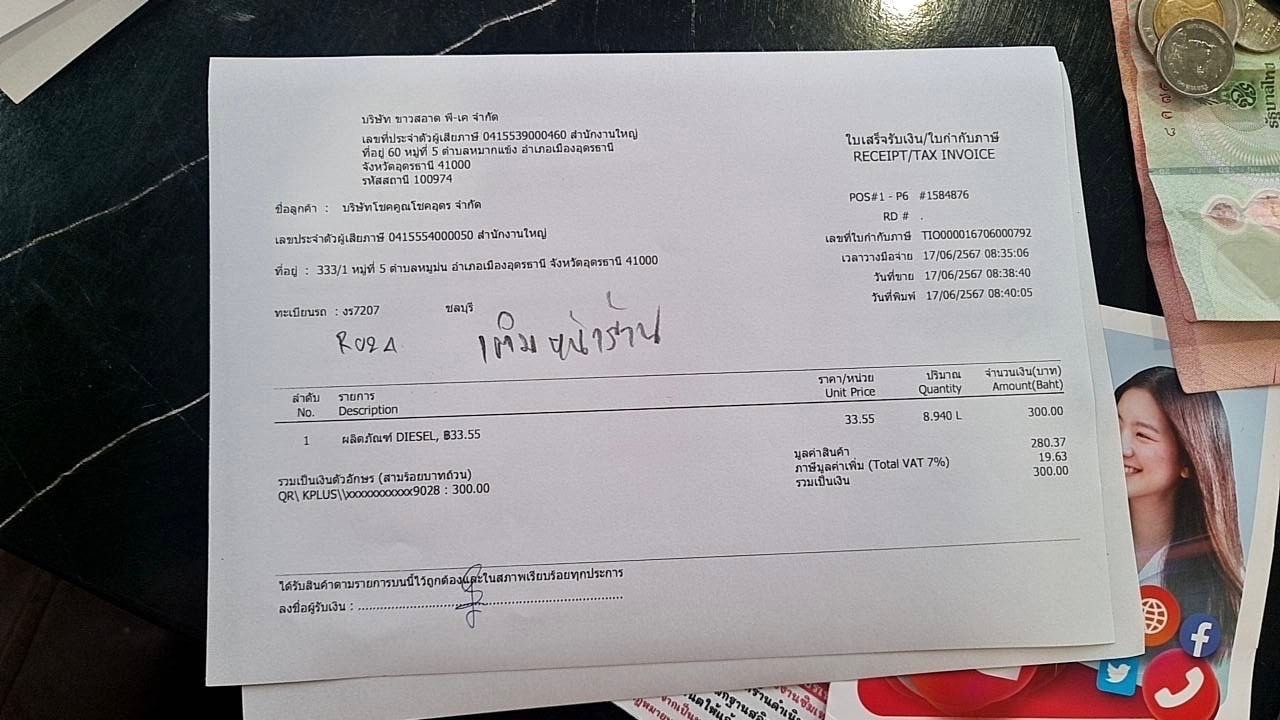 บริษัท ขาวสอาด พี-เค จำกัด
เลขที่ประจำตัวผู้เสียภาษี 0415539000460 สำนักงานใหญ่
ที่อยู่ 60 หมู่ที่ 5 ตำบลหมากแข้ง อำเภอเมืองอุดรธานี
จังหวัดอุดรธานี 41000
รหัสสถานี 100974
ใบเสร็จรับเงิน/ใบกำกับภาษี
RECEIPT/TAX INVOICE
POS#1 - P6 #1584876
RD # .
เลขที่ใบกำกับภาษี TIO000016706000792
เวลาวางมือจ่าย 17/06/2567 08:35:06
วันที่ขาย 17/06/2567 08:38:40
วันที่พิมพ์ 17/06/2567 08:40:05
ชื่อลูกค้า : บริษัทโชคคูณโชคอุดร จำกัด
เลขประจำตัวผู้เสียภาษี 0415554000050 สำนักงานใหญ่
ที่อยู่ : 333/1 หมู่ที่ 5 ตำบลหมูม่น อำเภอเมืองอุดรธานี จังหวัดอุดรธานี 41000
ทะเบียนรถ : งร7207 ชลบุรี
เติมหน้าร้าน
ลำดับ รายการ ราคา/หน่วย ปริมาณ จำนวนเงิน(บาท)
No. Description Unit Price Quantity Amount(Baht)
1 ผลิตภัณฑ์ DIESEL, ฿33.55 33.55 8.940 L 300.00
มูลค่าสินค้า 280.37
ภาษีมูลค่าเพิ่ม (Total VAT 7%) 19.63
รวมเป็นเงิน 300.00
รวมเป็นเงินตัวอักษร (สามร้อยบาทถ้วน)
QR\ KPLUS\\xxxxxxxxxxx9028 : 300.00
ได้รับสินค้าตามรายการบนนี้ไว้ถูกต้องและในสภาพเรียบร้อยทุกประการ
ลงชื่อผู้รับเงิน :
รัฐบาลไทย